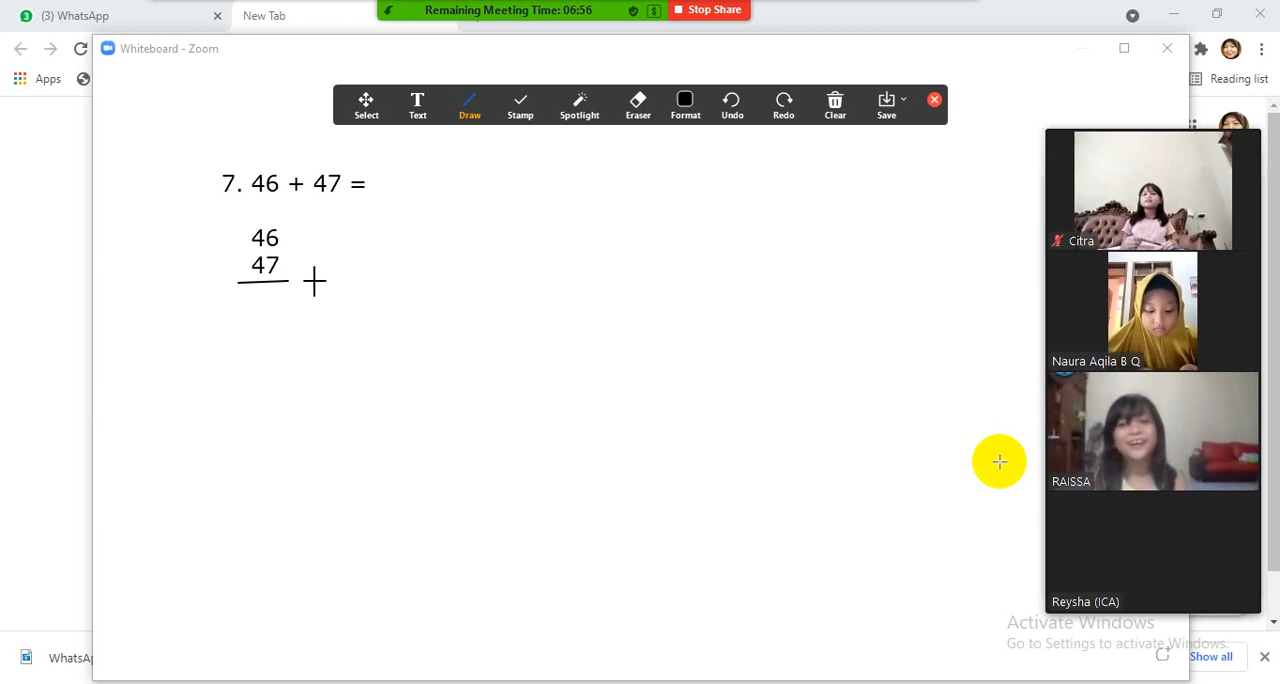 (3) WhatsApp
New Tab
Remaining Meeting Time: 06:56
Stop Share
Apps
Reading list
Whiteboard - Zoom
Select
Text
Draw
Stamp
Spotlight
Eraser
Format
Undo
Redo
Clear
Save
7. 46 + 47 =
46
47
+
Citra
Naura Aqila B Q
RAISSA
Reysha (ICA)
Activate Windows
Go to Settings to activate Windows.
WhatsAp
Show all